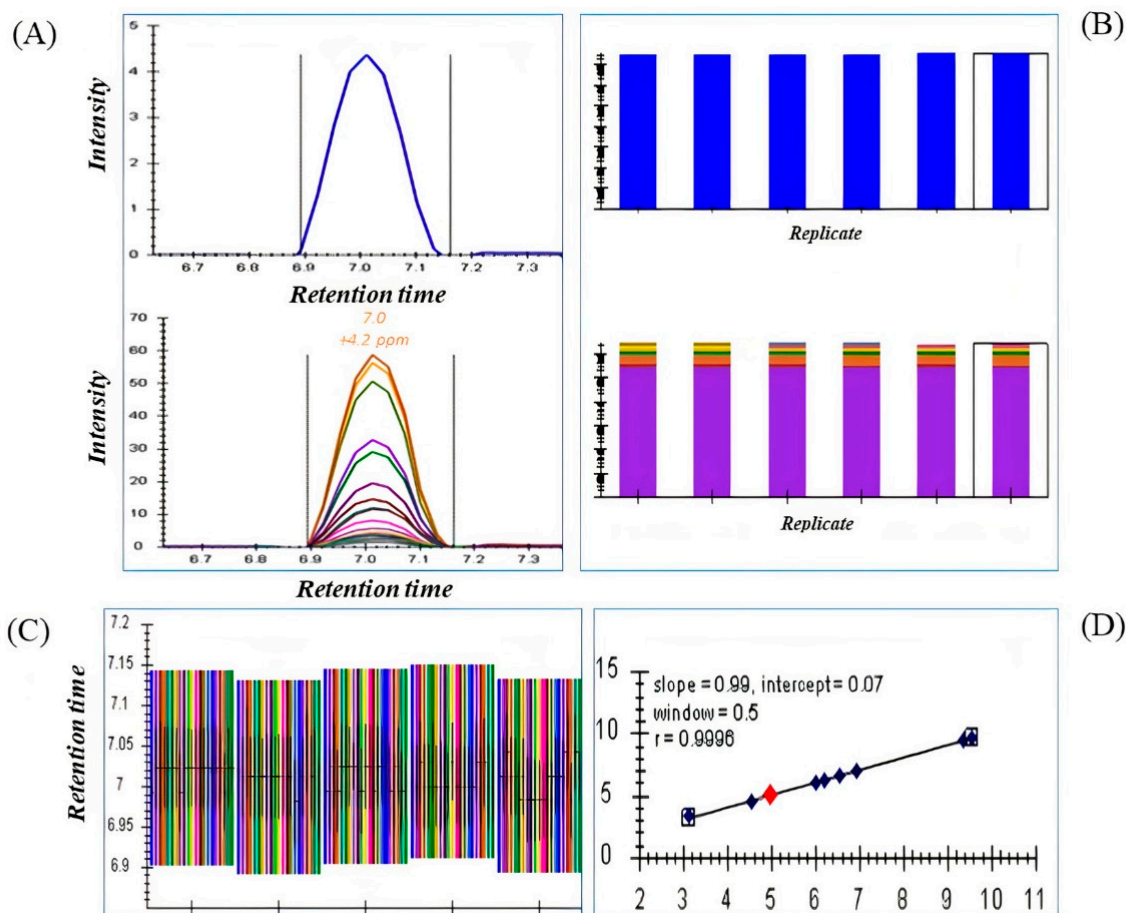 (A)
5
4
3
2
1
0
Intensity
6.7 6.8 6.9 7.0 7.1 7.2 7.3
Retention time
70
60
50
40
30
20
10
0
Intensity
7.0
+4.2 ppm
6.7 6.8 6.9 7.0 7.1 7.2 7.3
Retention time
(B)
Replicate
Replicate
(C)
7.2
7.15
7.1
7.05
7
6.95
6.9
Retention time
(D)
15
10
5
0
slope = 0.99, intercept = 0.07
window = 0.5
r = 0.9996
2 3 4 5 6 7 8 9 10 11